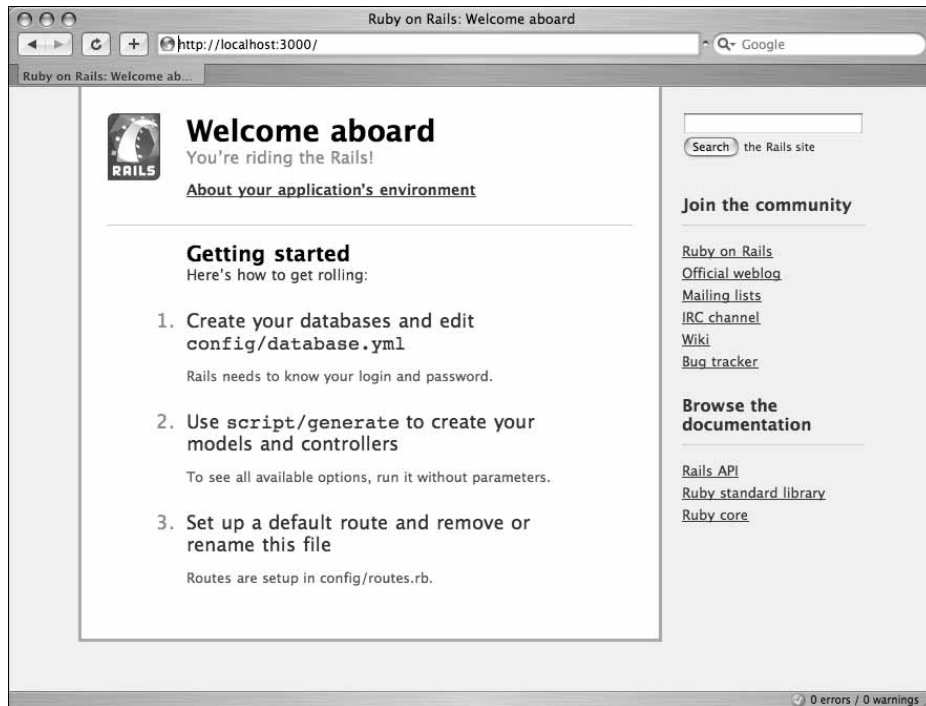 Ruby on Rails: Welcome aboard
http://localhost:3000/
Google
Ruby on Rails: Welcome ab...
RAILS
Welcome aboard
You're riding the Rails!
About your application's environment
Getting started
Here's how to get rolling:
1. Create your databases and edit
config/database.yml
Rails needs to know your login and password.
2. Use script/generate to create your
models and controllers
To see all available options, run it without parameters.
3. Set up a default route and remove or
rename this file
Routes are setup in config/routes.rb.
Search the Rails site
Join the community
Ruby on Rails
Official weblog
Mailing lists
IRC channel
Wiki
Bug tracker
Browse the
documentation
Rails API
Ruby standard library
Ruby core
0 errors / 0 warnings